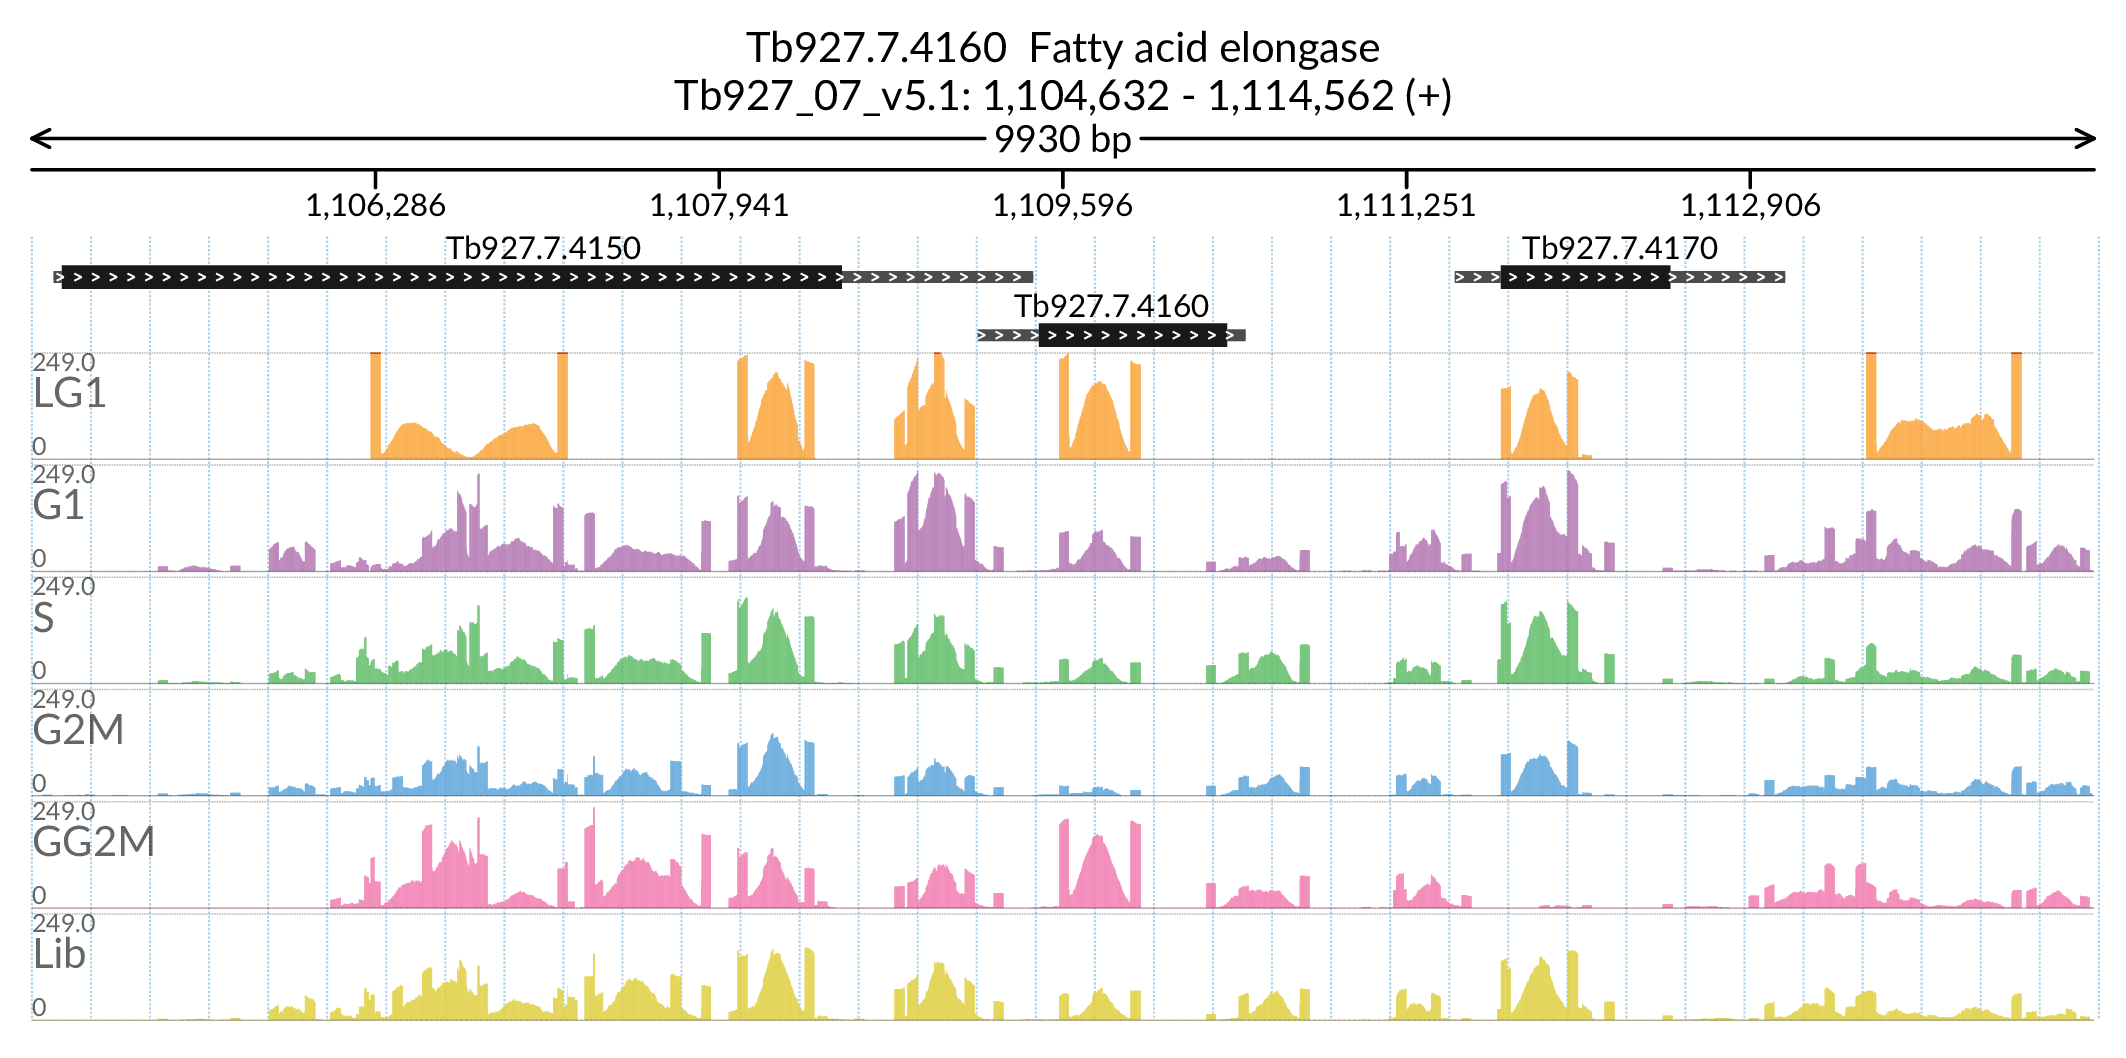 Tb927.7.4160  Fatty acid elongase
Tb927_07_v5.1: 1,104,632 - 1,114,562 (+)
9930 bp
1,106,286 1,107,941 1,109,596 1,111,251 1,112,906
Tb927.7.4150 Tb927.7.4170
Tb927.7.4160
249.0
LG1
0
249.0
G1
0
249.0
S
0
249.0
G2M
0
249.0
GG2M
0
249.0
Lib
0